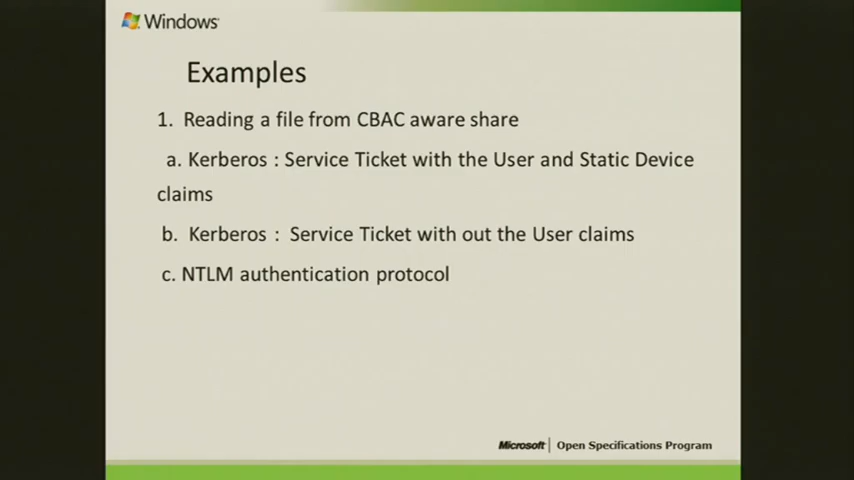 Windows
Examples
1. Reading a file from CBAC aware share
a. Kerberos : Service Ticket with the User and Static Device
claims
b. Kerberos : Service Ticket with out the User claims
c. NTLM authentication protocol
Microsoft | Open Specifications Program